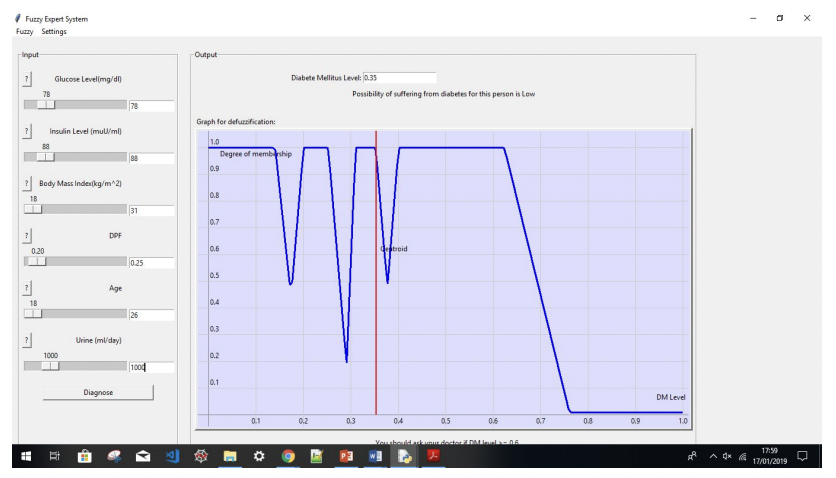 Fuzzy Expert System
Fuzzy Settings
Input
? Glucose Level(mg/dl)
78
78
? Insulin Level (muU/ml)
88
88
? Body Mass Index(kg/m^2)
18
31
? DPF
0.20
0.25
? Age
18
26
? Urine (ml/day)
1000
1000
Diagnose
Output
Diabete Mellitus Level: 0.35
Possibility of suffering from diabetes for this person is Low
Graph for defuzzification:
1.0
Degree of membership
0.9
0.8
0.7
0.6
Centroid
0.5
0.4
0.3
0.2
0.1
DM Level
0.1 0.2 0.3 0.4 0.5 0.6 0.7 0.8 0.9 1.0
You should ask your doctor if DM level >= 0.6
17:59
17/01/2019